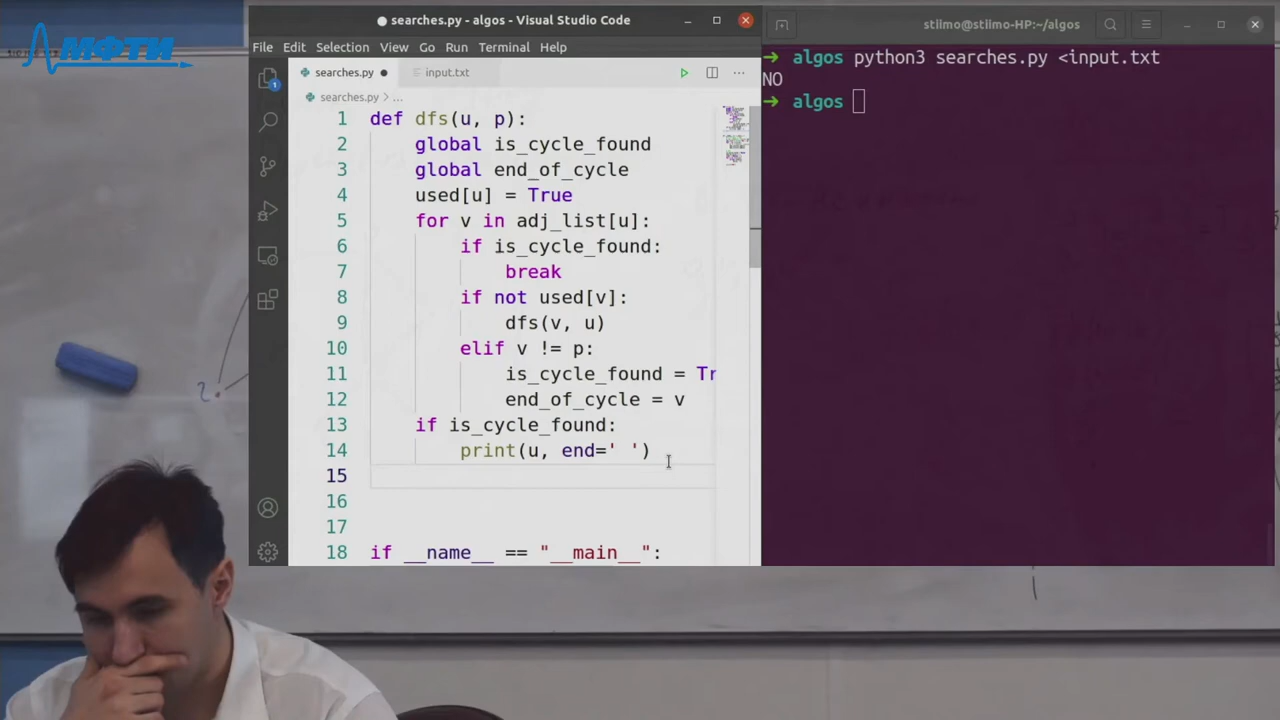 МФТИ
searches.py - algos - Visual Studio Code
File Edit Selection View Go Run Terminal Help
searches.py
input.txt
searches.py > ...
1 def dfs(u, p):
2 global is_cycle_found
3 global end_of_cycle
4 used[u] = True
5 for v in adj_list[u]:
6 if is_cycle_found:
7 break
8 if not used[v]:
9 dfs(v, u)
10 elif v != p:
11 is_cycle_found = Tr
12 end_of_cycle = v
13 if is_cycle_found:
14 print(u, end=' ')
15
16
17
18 if __name__ == "__main__":
1
stiimo@stiimo-HP:~/algos
→ algos python3 searches.py <input.txt
NO
→ algos
2